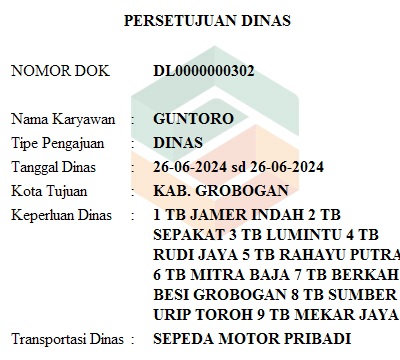 PERSETUJUAN DINAS
NOMOR DOK DL0000000302
Nama Karyawan : GUNTORO
Tipe Pengajuan : DINAS
Tanggal Dinas : 26-06-2024 sd 26-06-2024
Kota Tujuan : KAB. GROBOGAN
Keperluan Dinas : 1 TB JAMER INDAH 2 TB
SEPAKAT 3 TB LUMINTU 4 TB
RUDI JAYA 5 TB RAHAYU PUTRA
6 TB MITRA BAJA 7 TB BERKAH
BESI GROBOGAN 8 TB SUMBER
URIP TOROH 9 TB MEKAR JAYA
Transportasi Dinas : SEPEDA MOTOR PRIBADI